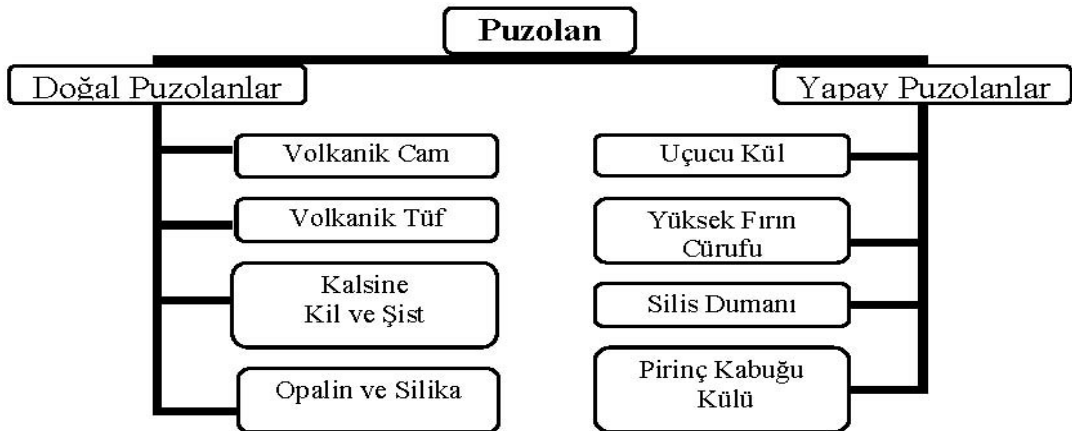 Puzolan
Doğal Puzolanlar
Yapay Puzolanlar
Volkanik Cam
Volkanik Tüf
Kalsine
Kil ve Şist
Opalin ve Silika
Uçucu Kül
Yüksek Fırın
Cürufu
Silis Dumanı
Pirinç Kabuğu
Külü